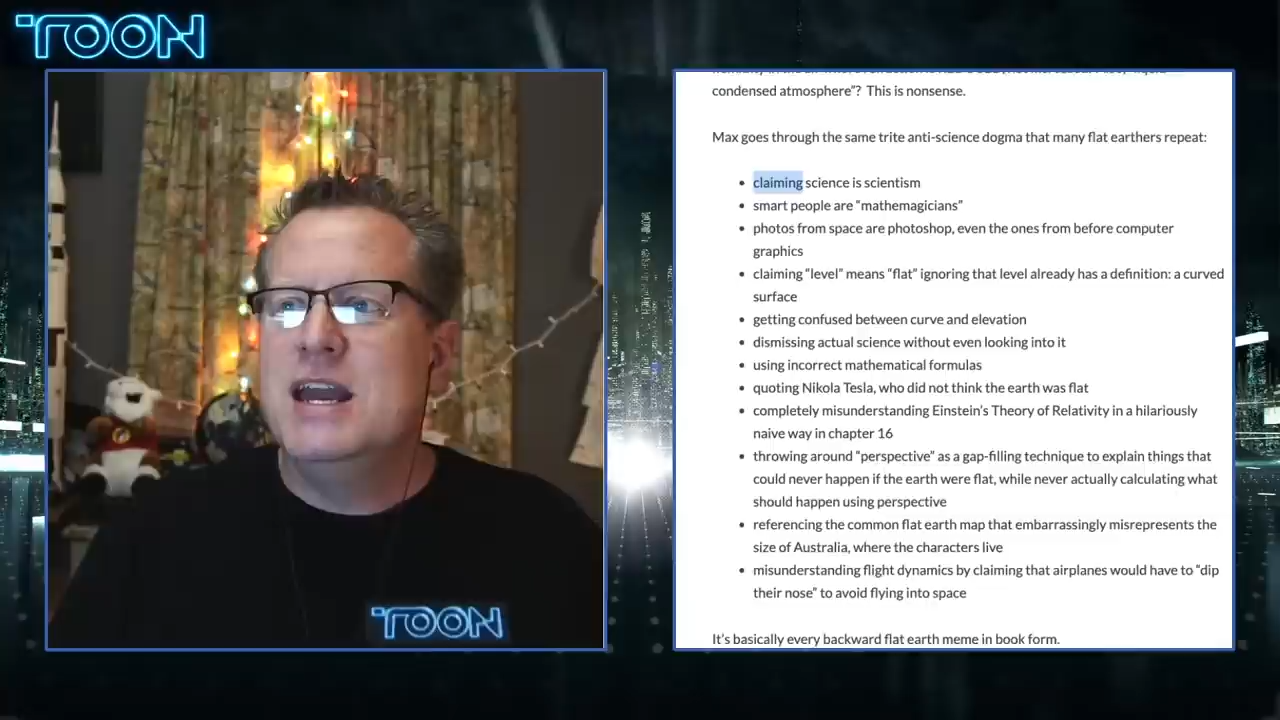 TOON
condensed atmosphere”? This is nonsense.
Max goes through the same trite anti-science dogma that many flat earthers repeat:
• claiming science is scientism
• smart people are “mathemagicians”
• photos from space are photoshop, even the ones from before computer
graphics
• claiming “level” means “flat” ignoring that level already has a definition: a curved
surface
• getting confused between curve and elevation
• dismissing actual science without even looking into it
• using incorrect mathematical formulas
• quoting Nikola Tesla, who did not think the earth was flat
• completely misunderstanding Einstein’s Theory of Relativity in a hilariously
naive way in chapter 16
• throwing around “perspective” as a gap-filling technique to explain things that
could never happen if the earth were flat, while never actually calculating what
should happen using perspective
• referencing the common flat earth map that embarrassingly misrepresents the
size of Australia, where the characters live
• misunderstanding flight dynamics by claiming that airplanes would have to “dip
their nose” to avoid flying into space
It’s basically every backward flat earth meme in book form.
TOON